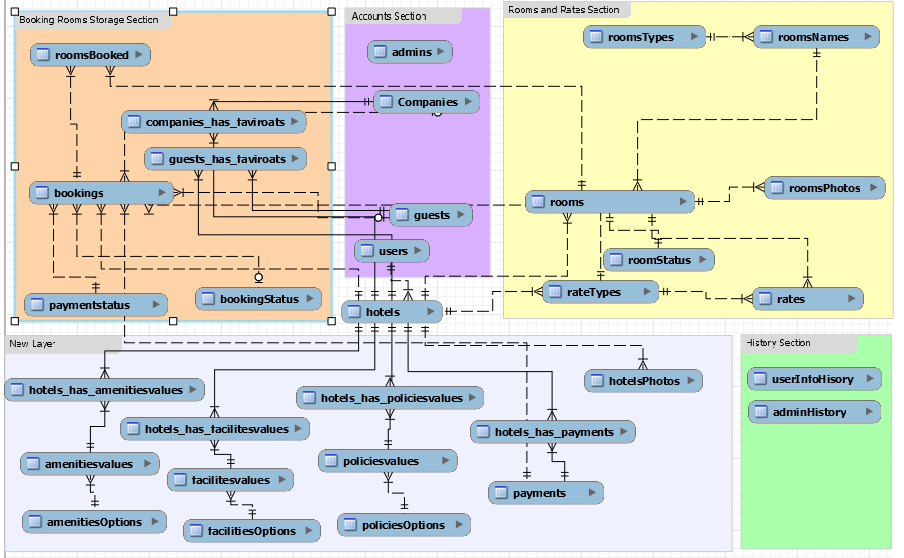 Booking Rooms Storage Section
roomsBooked
companies_has_taviroats
guests_has_taviroats
bookings
paymentstatus
bookingStatus
Accounts Section
admins
Companies
guests
users
hotels
Rooms and Rates Section
roomsTypes
roomsNames
roomsPhotos
rooms
roomStatus
rateTypes
rates
New Layer
hotels_has_amenitiesvalues
hotels_has_facilitesvalues
hotels_has_policiesvalues
hotelsPhotos
hotels_has_payments
amenitiesvalues
facilitesvalues
policiesvalues
payments
amenitiesOptions
facilitiesOptions
policiesOptions
History Section
userInfoHisory
adminHistory